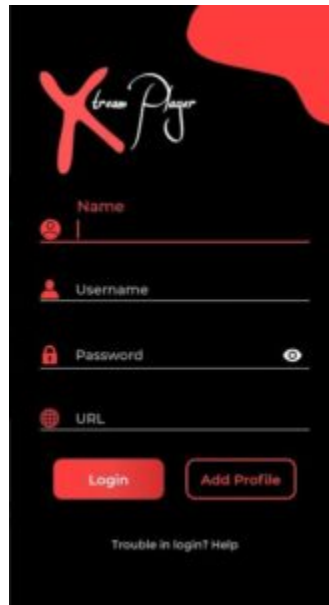 Xtream Player
Name
Username
Password
URL
Login
Add Profile
Trouble in login? Help